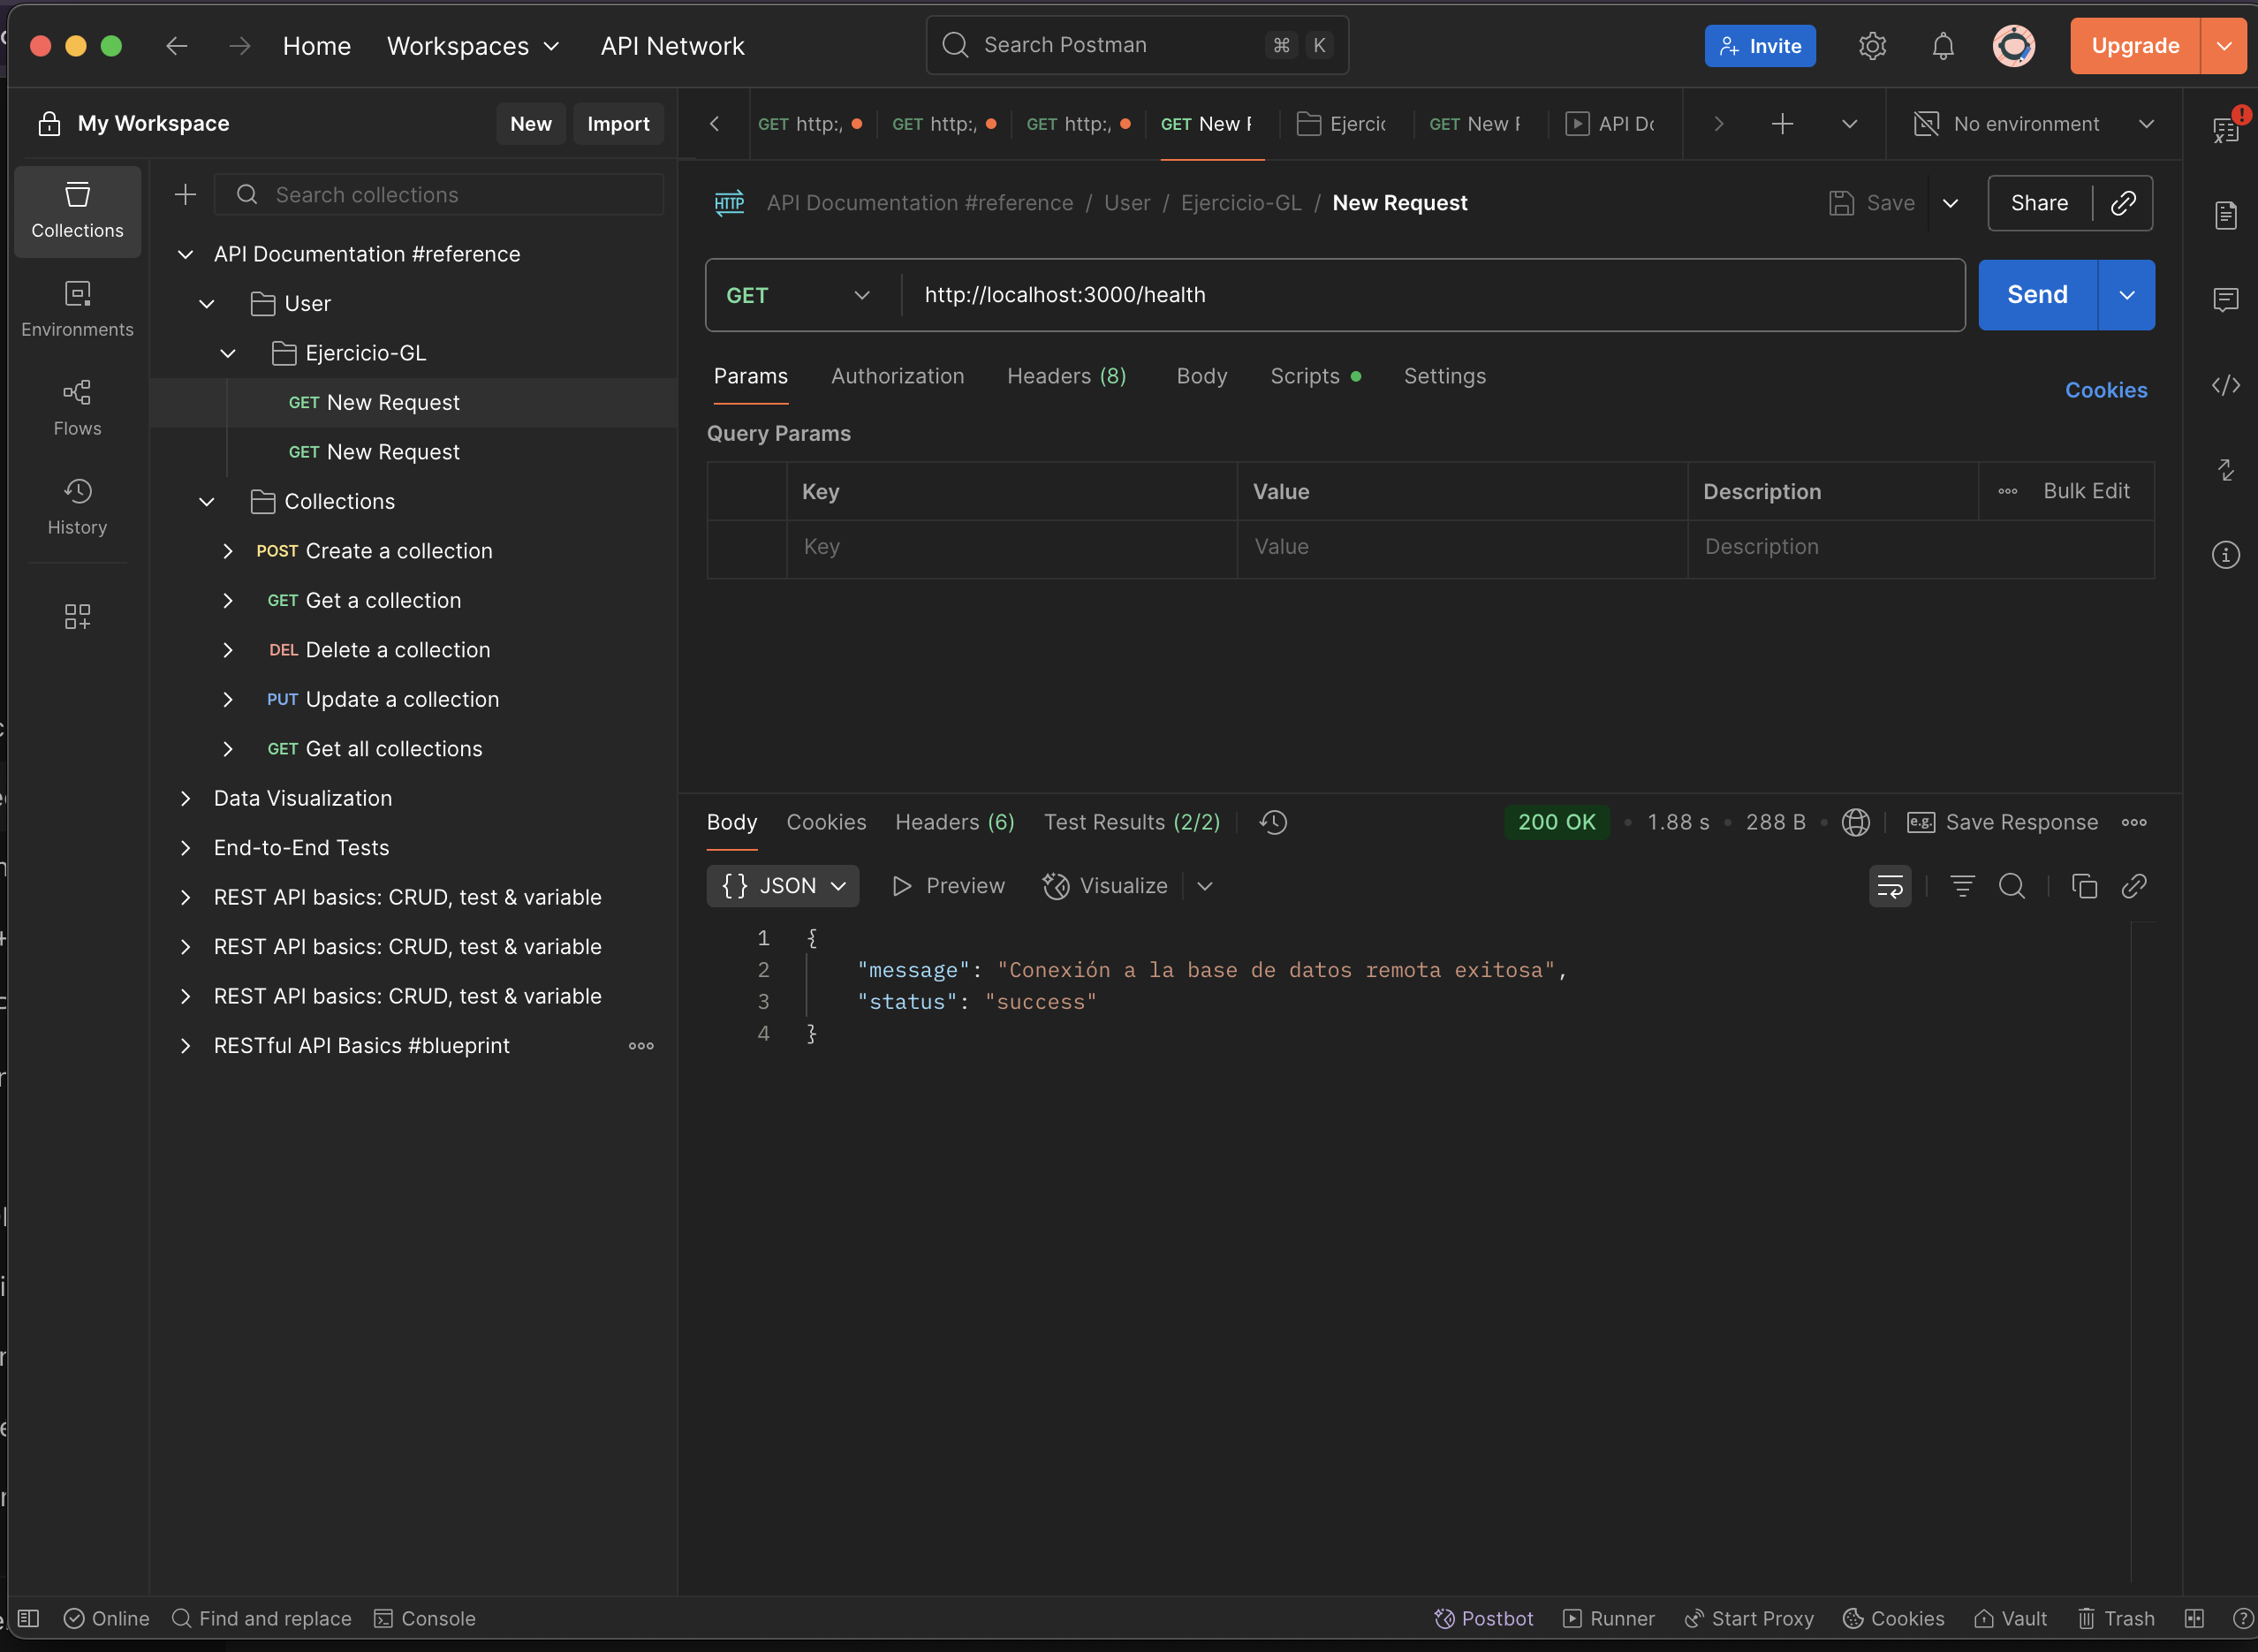 Home Workspaces API Network Search Postman ⌘ K Invite Upgrade
My Workspace New Import
GET http:, GET http:, GET http:, GET New F Ejercic GET New F API Do No environment
Collections
Environments
Flows
History
Search collections
API Documentation #reference
User
Ejercicio-GL
GET New Request
GET New Request
Collections
POST Create a collection
GET Get a collection
DEL Delete a collection
PUT Update a collection
GET Get all collections
Data Visualization
End-to-End Tests
REST API basics: CRUD, test & variable
REST API basics: CRUD, test & variable
REST API basics: CRUD, test & variable
RESTful API Basics #blueprint
HTTP API Documentation #reference / User / Ejercicio-GL / New Request Save Share
GET http://localhost:3000/health Send
Params Authorization Headers (8) Body Scripts Settings Cookies
Query Params
Key Value Description Bulk Edit
Key Value Description
Body Cookies Headers (6) Test Results (2/2) 200 OK • 1.88 s • 288 B • e.g. Save Response
{} JSON Preview Visualize
1 {
2 "message": "Conexión a la base de datos remota exitosa",
3 "status": "success"
4 }
Online Find and replace Console Postbot Runner Start Proxy Cookies Vault Trash